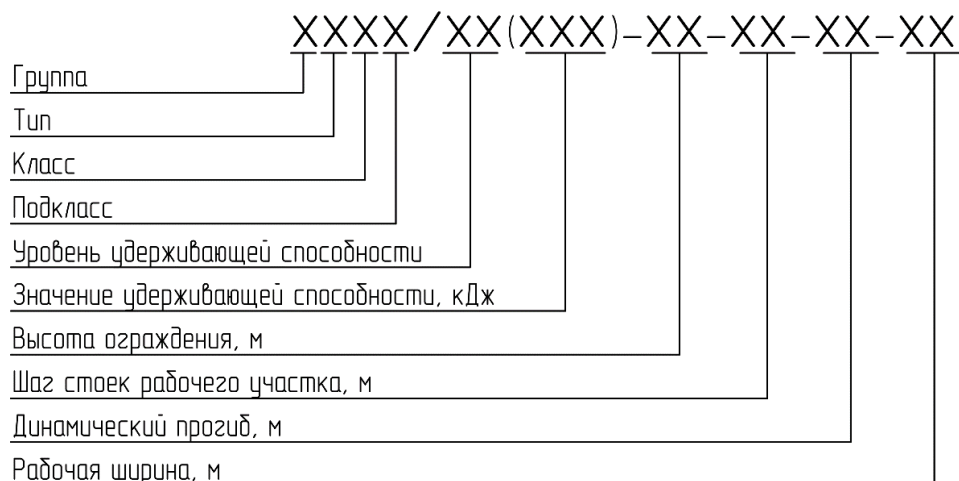 XXXX/XX(XXX)-XX-XX-XX-XX
Группа
Тип
Класс
Подкласс
Уровень удерживающей способности
Значение удерживающей способности, кДж
Высота ограждения, м
Шаг стоек рабочего участка, м
Динамический прогиб, м
Рабочая ширина, м